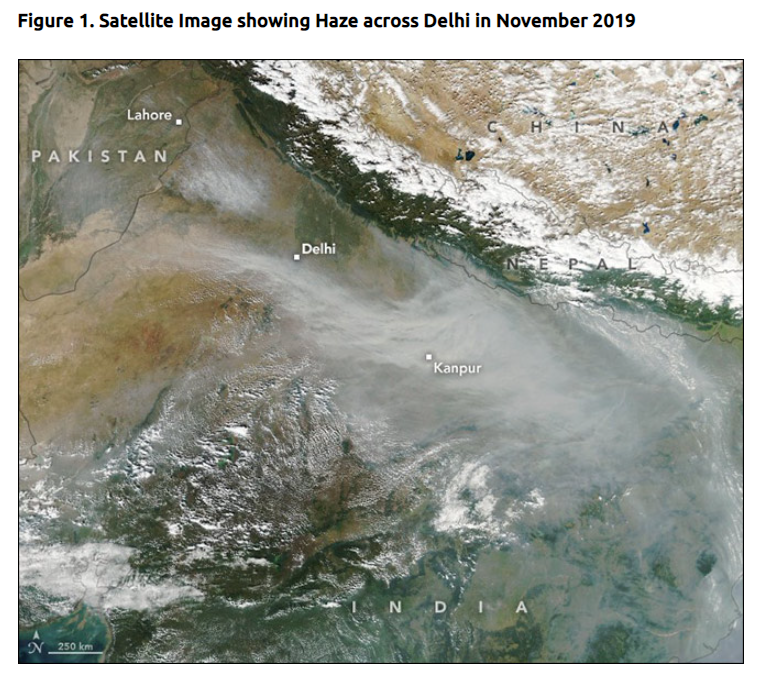 Figure 1. Satellite Image showing Haze across Delhi in November 2019
Lahore
CHINA
PAKISTAN
Delhi
NEPAL
Kanpur
INDIA
N
250 km